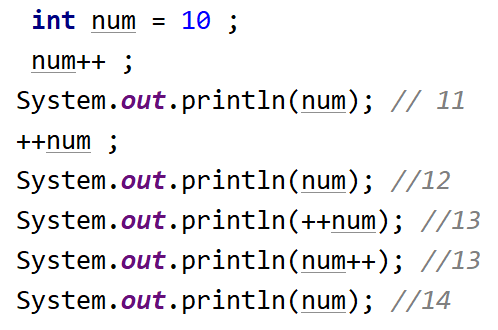 int num = 10 ;
num++ ;
System.out.println(num); // 11
++num ;
System.out.println(num); //12
System.out.println(++num); //13
System.out.println(num++); //13
System.out.println(num); //14